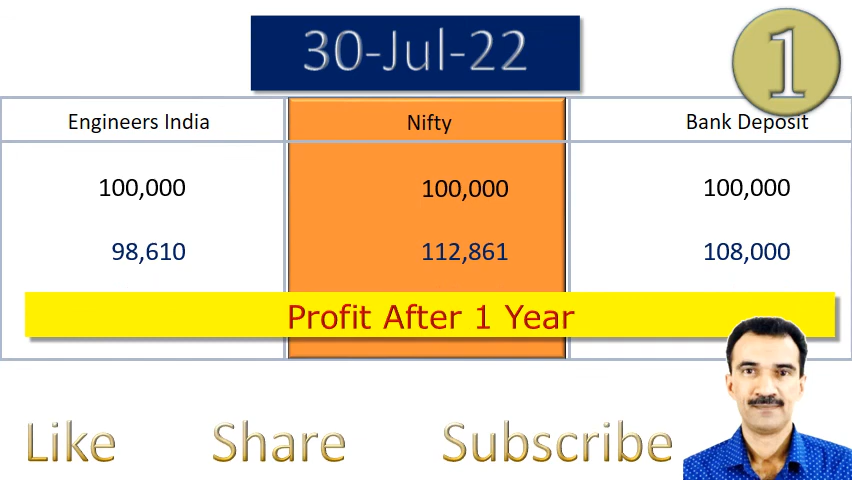 30-Jul-22
1
Engineers India Nifty Bank Deposit
100,000 100,000 100,000
98,610 112,861 108,000
Profit After 1 Year
Like Share Subscribe